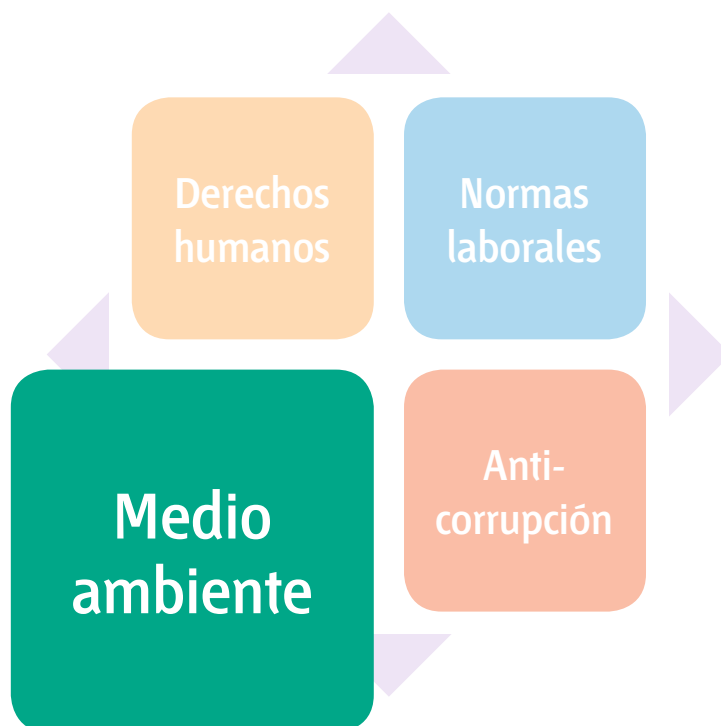 Derechos
humanos
Normas
laborales
Medio
ambiente
Anti-
corrupción